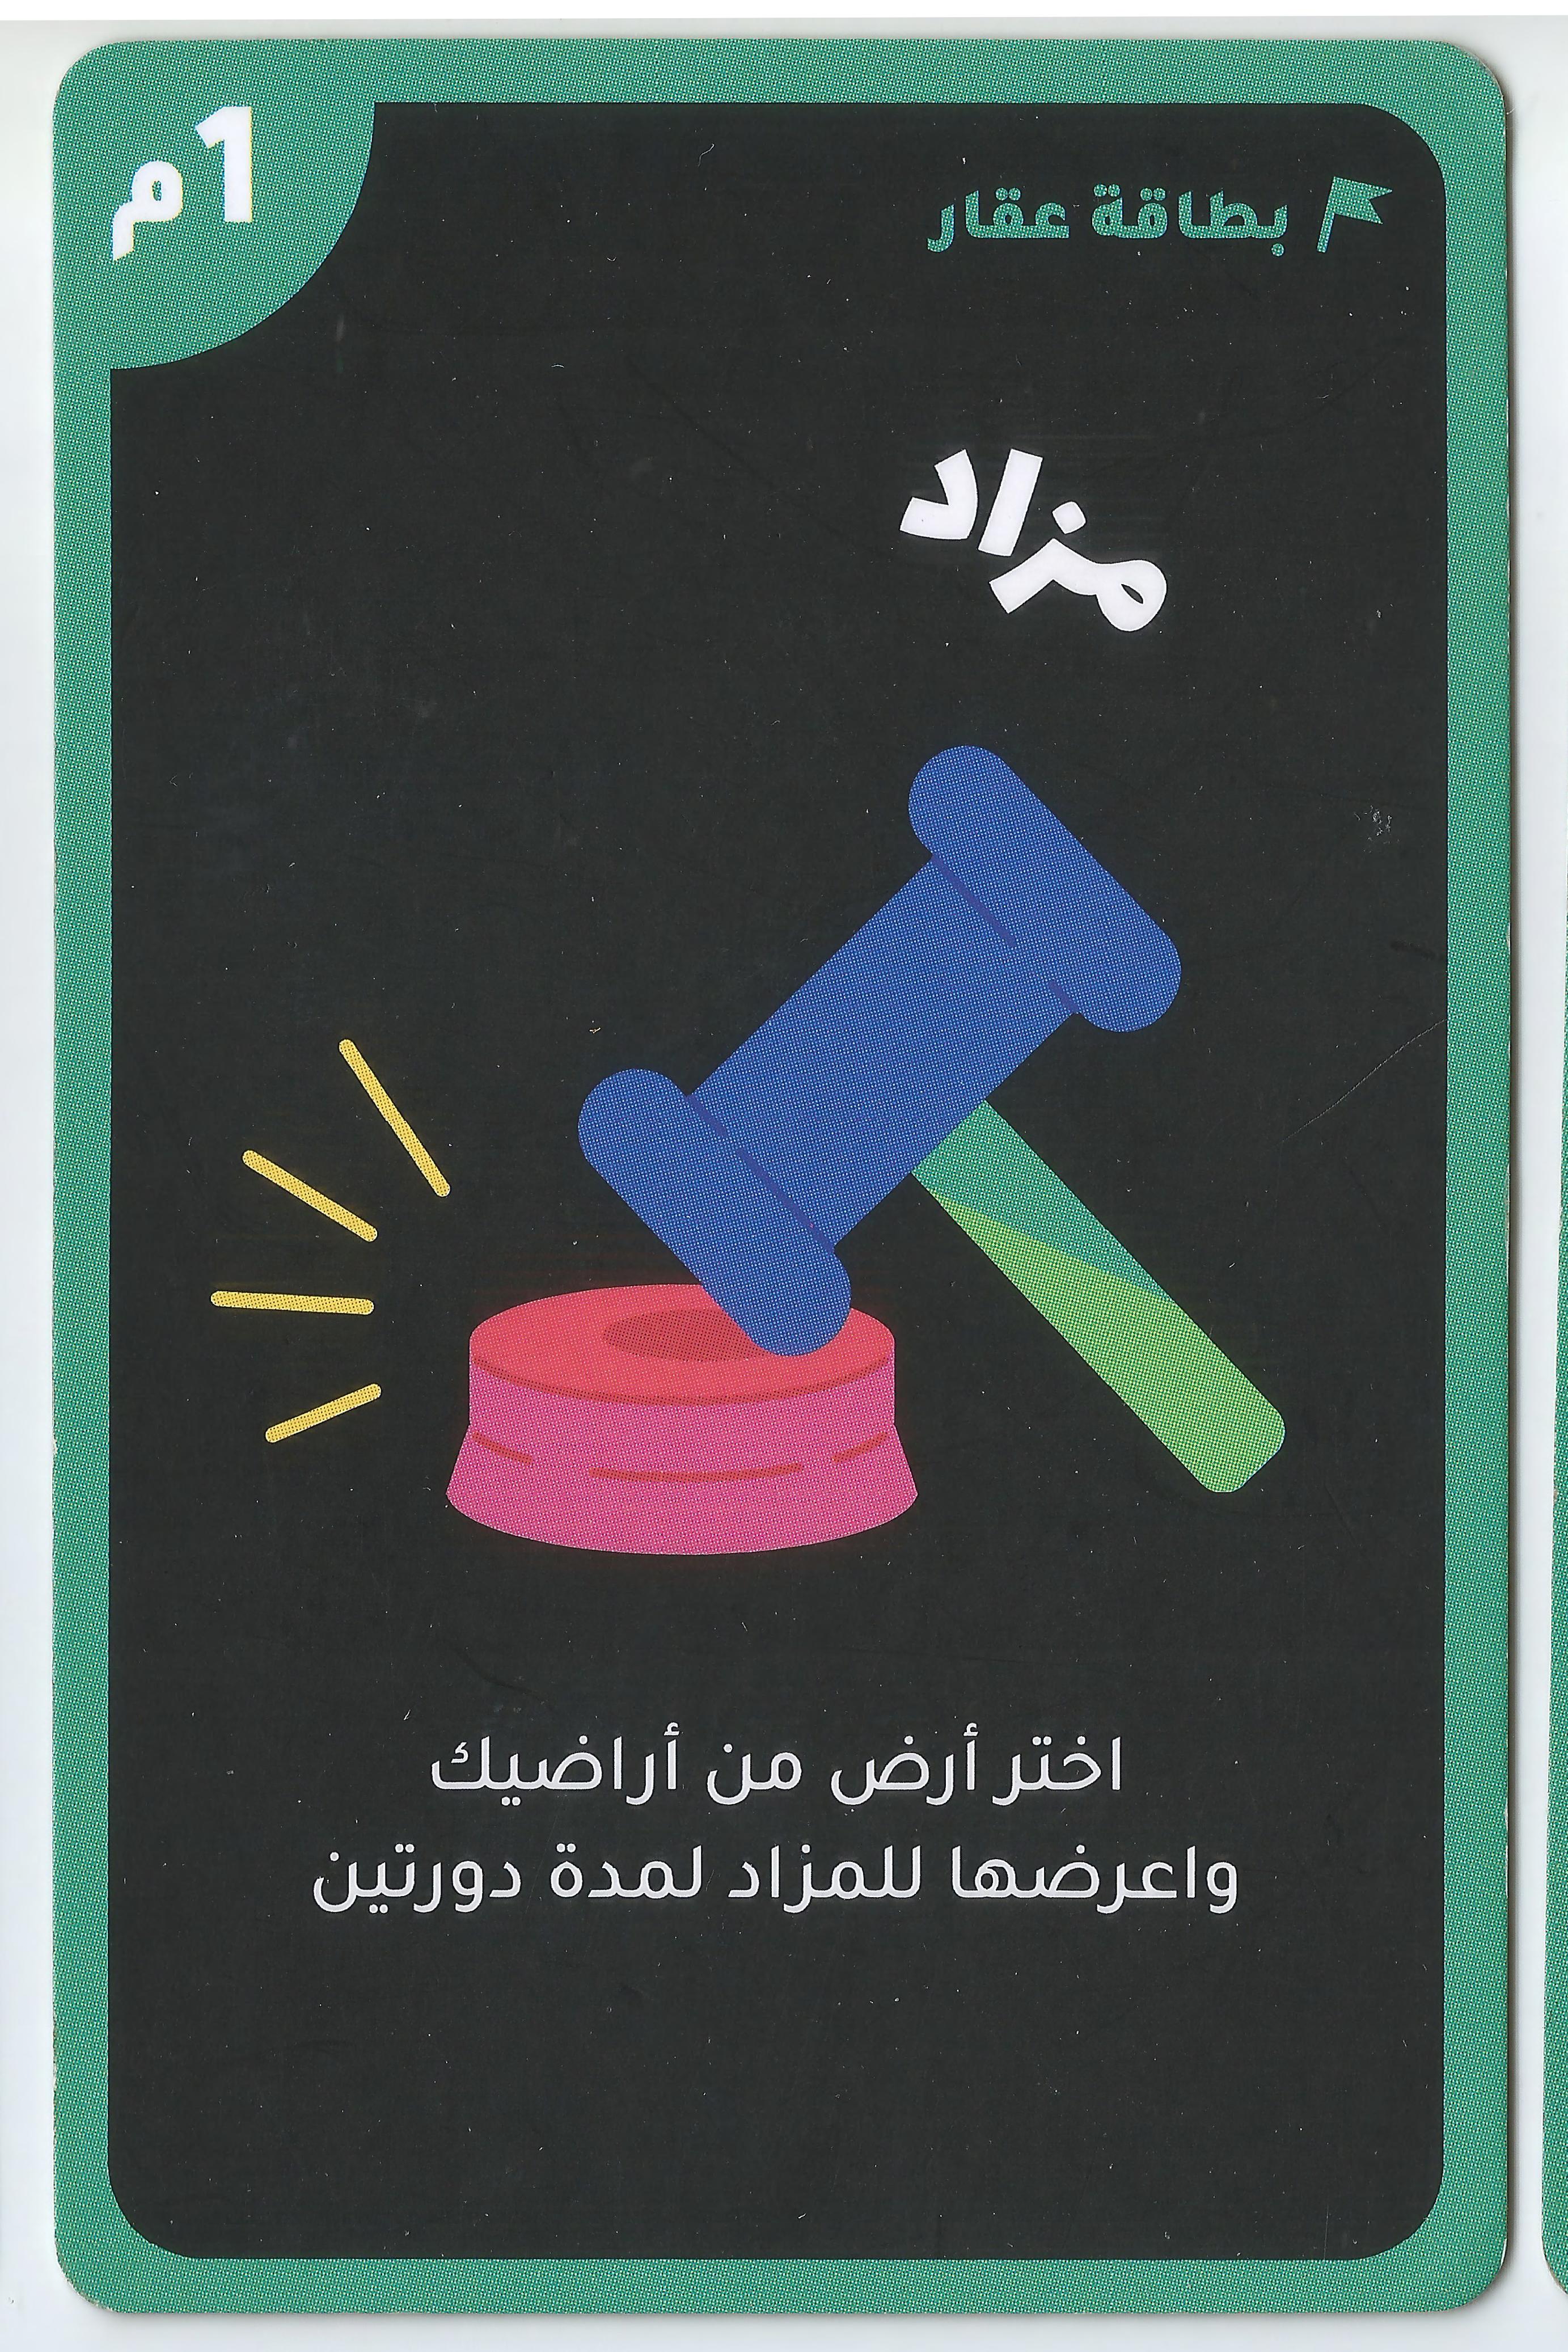 بطاقة عقار
1م
مزاد
اختر أرض من أراضيك
واعرضها للمزاد لمدة دورتين